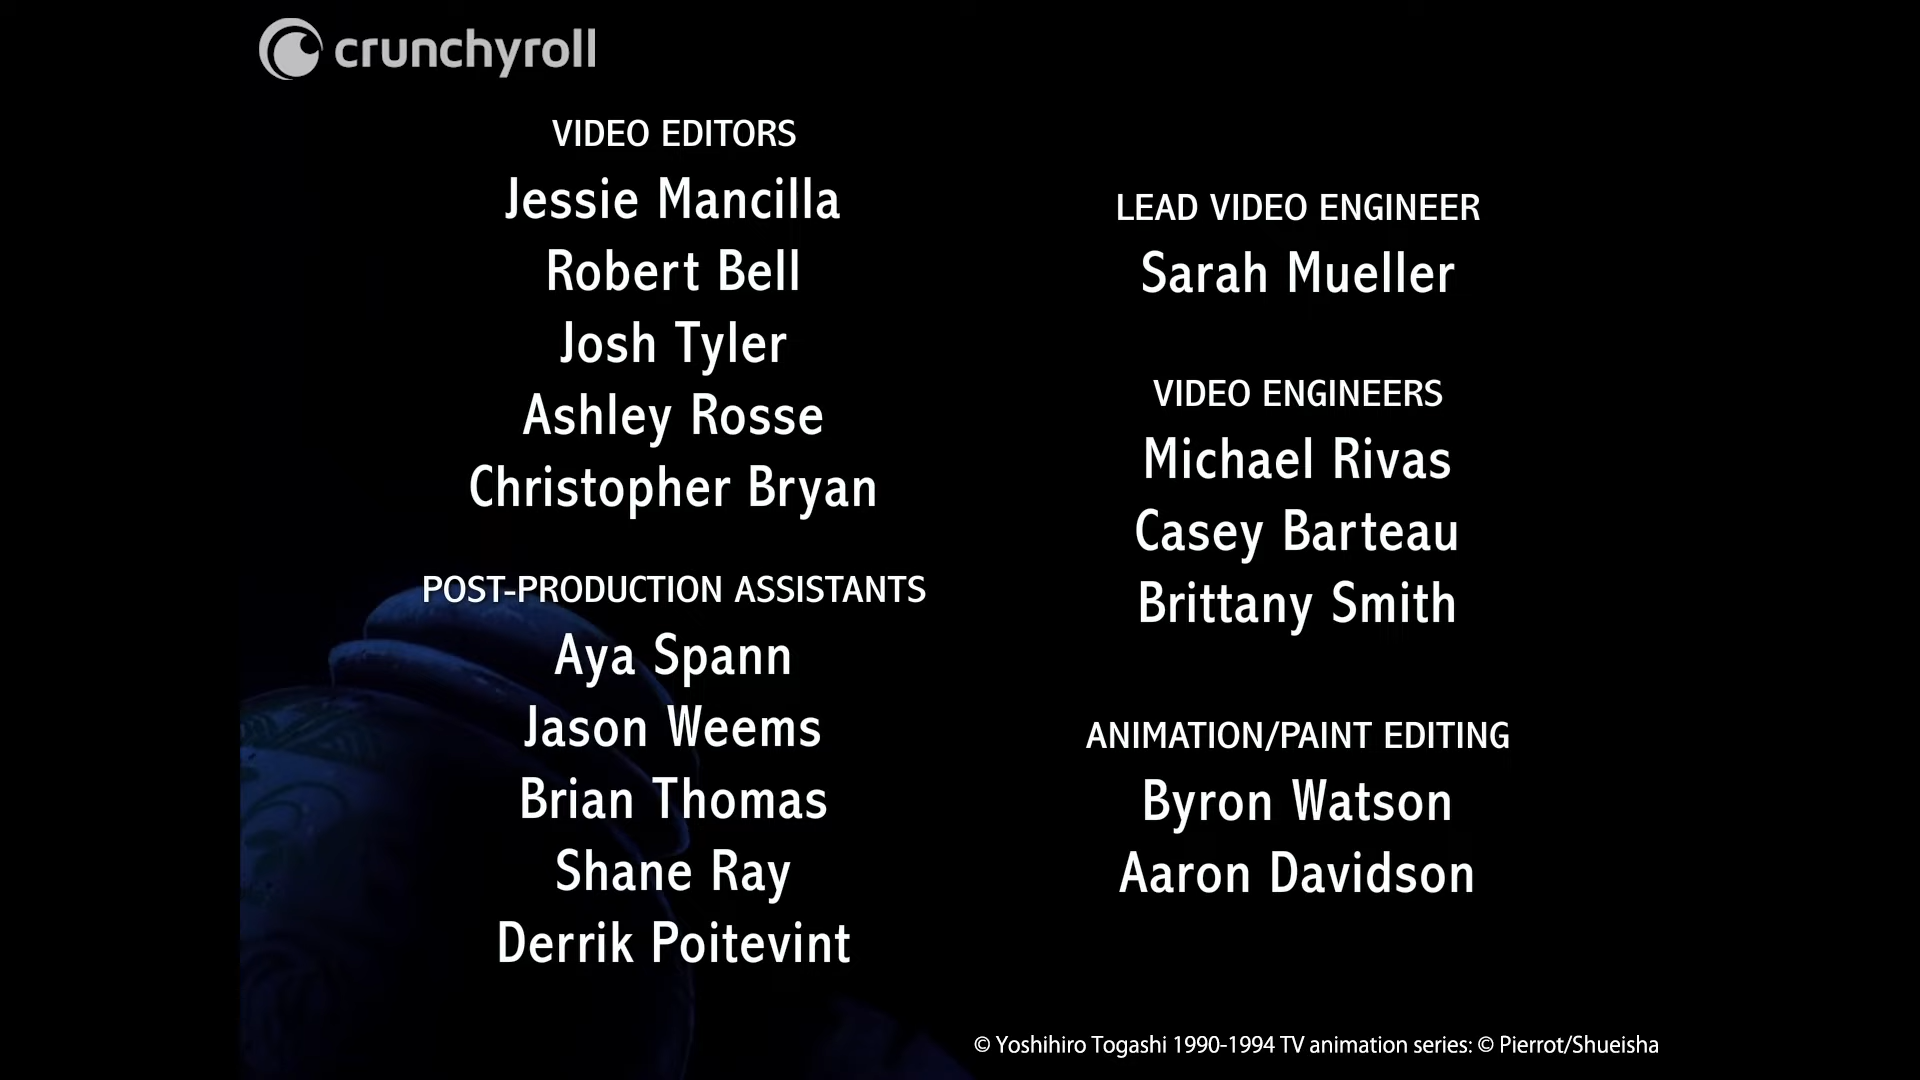 crunchyroll
VIDEO EDITORS
Jessie Mancilla
Robert Bell
Josh Tyler
Ashley Rosse
Christopher Bryan
POST-PRODUCTION ASSISTANTS
Aya Spann
Jason Weems
Brian Thomas
Shane Ray
Derrik Poitevint
LEAD VIDEO ENGINEER
Sarah Mueller
VIDEO ENGINEERS
Michael Rivas
Casey Barteau
Brittany Smith
ANIMATION/PAINT EDITING
Byron Watson
Aaron Davidson
© Yoshihiro Togashi 1990-1994 TV animation series: © Pierrot/Shueisha